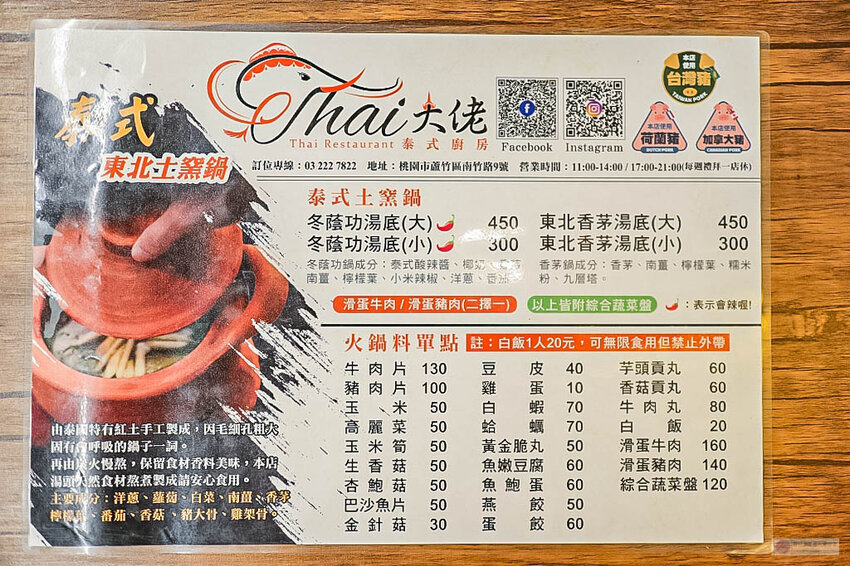 Thai大佬
Thai Restaurant 泰式廚房
Facebook
Instagram
本店
使用
台灣豬
TAIWAN PORK
本店使用
荷蘭豬
DUTCH PORK
本店使用
加拿大豬
CANADIAN PORK
訂位專線：03 222 7822 地址：桃園市蘆竹區南竹路9號 營業時間：11:00-14:00 / 17:00-21:00(每週禮拜一店休)
泰式
東北土窯鍋
泰式土窯鍋
冬蔭功湯底(大) 450 東北香茅湯底(大) 450
冬蔭功湯底(小) 300 東北香茅湯底(小) 300
冬蔭功鍋成分：泰式酸辣醬、椰奶、
南薑、檸檬葉、小米辣椒、洋蔥、番茄
香茅鍋成分：香茅、南薑、檸檬葉、糯米
粉、九層塔。
滑蛋牛肉 / 滑蛋豬肉(二擇一)
以上皆附綜合蔬菜盤
：表示會辣喔!
火鍋料單點 註：白飯1人20元，可無限食用但禁止外帶
牛肉片 130 豆皮 40 芋頭貢丸 60
豬肉片 100 雞蛋 10 香菇貢丸 60
玉米 50 白蝦 70 牛肉丸 80
高麗菜 50 蛤蠣 70 白飯 20
玉米筍 50 黃金脆丸 50 滑蛋牛肉 160
生香菇 50 魚嫩豆腐 60 滑蛋豬肉 140
杏鮑菇 50 魚鮑蛋 60 綜合蔬菜盤 120
巴沙魚片 50 燕餃 50
金針菇 30 蛋餃 60
由泰國特有紅土手工製成，因毛細孔粗大
固有會呼吸的鍋子一詞。
再由炭火慢熬，保留食材香料美味，本店
湯頭天然食材熬煮製成請安心食用。
主要成分：洋蔥、蘿蔔、白菜、南薑、香茅
檸檬葉、番茄、香菇、豬大骨、雞架骨。